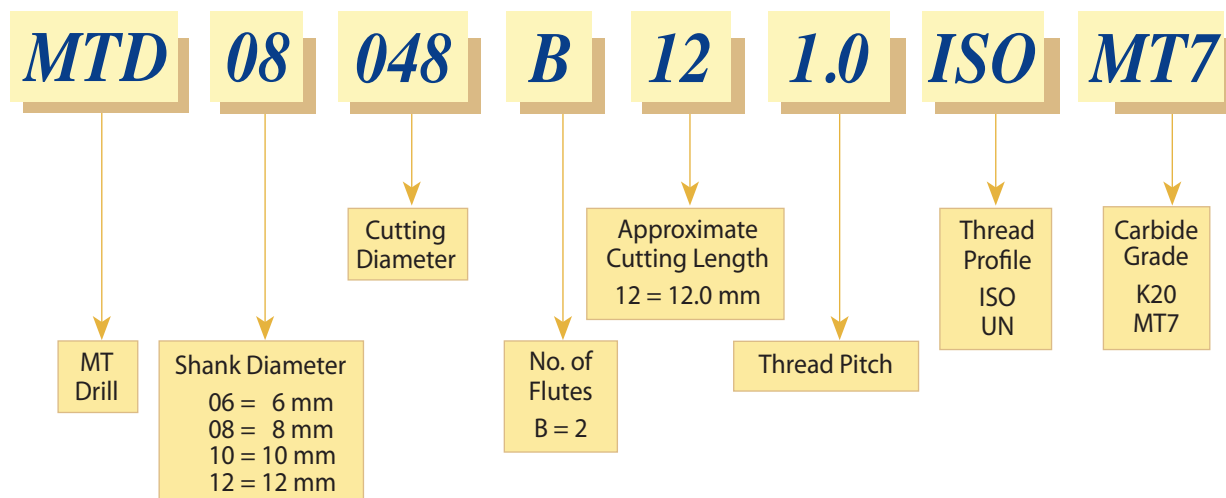 MTD 08 048 B 12 1.0 ISO MT7
MT
Drill
Shank Diameter
06 = 6 mm
08 = 8 mm
10 = 10 mm
12 = 12 mm
Cutting
Diameter
No. of
Flutes
B = 2
Approximate
Cutting Length
12 = 12.0 mm
Thread Pitch
Thread
Profile
ISO
UN
Carbide
Grade
K20
MT7